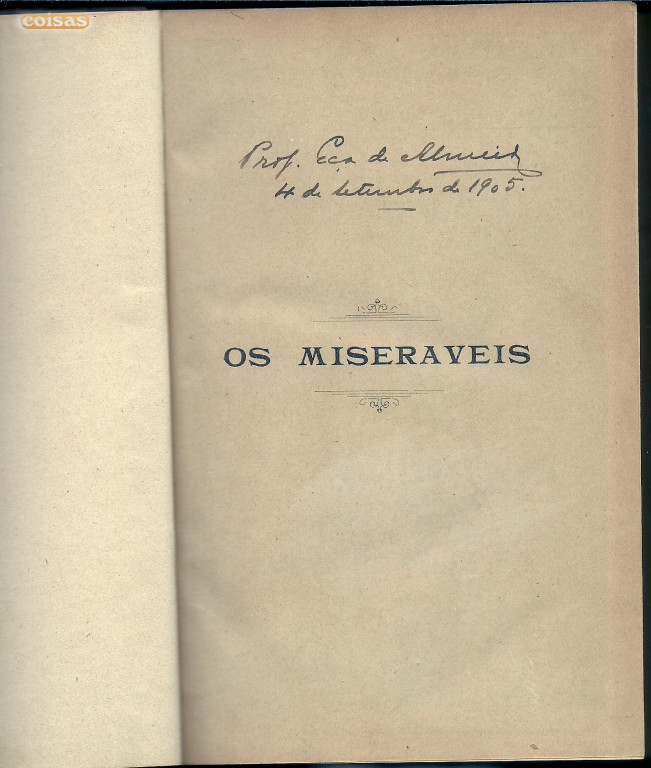 coisas
Prof. Eça de Almeida
4 de Setembro de 1905.
OS MISERAVEIS